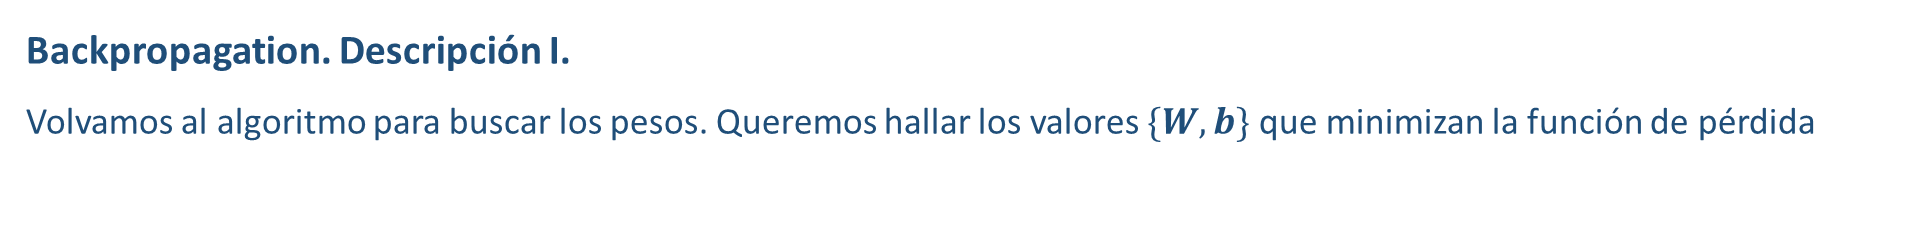 Backpropagation. Descripción I.
Volvamos al algoritmo para buscar los pesos. Queremos hallar los valores {𝑾, 𝒃} que minimizan la función de pérdida